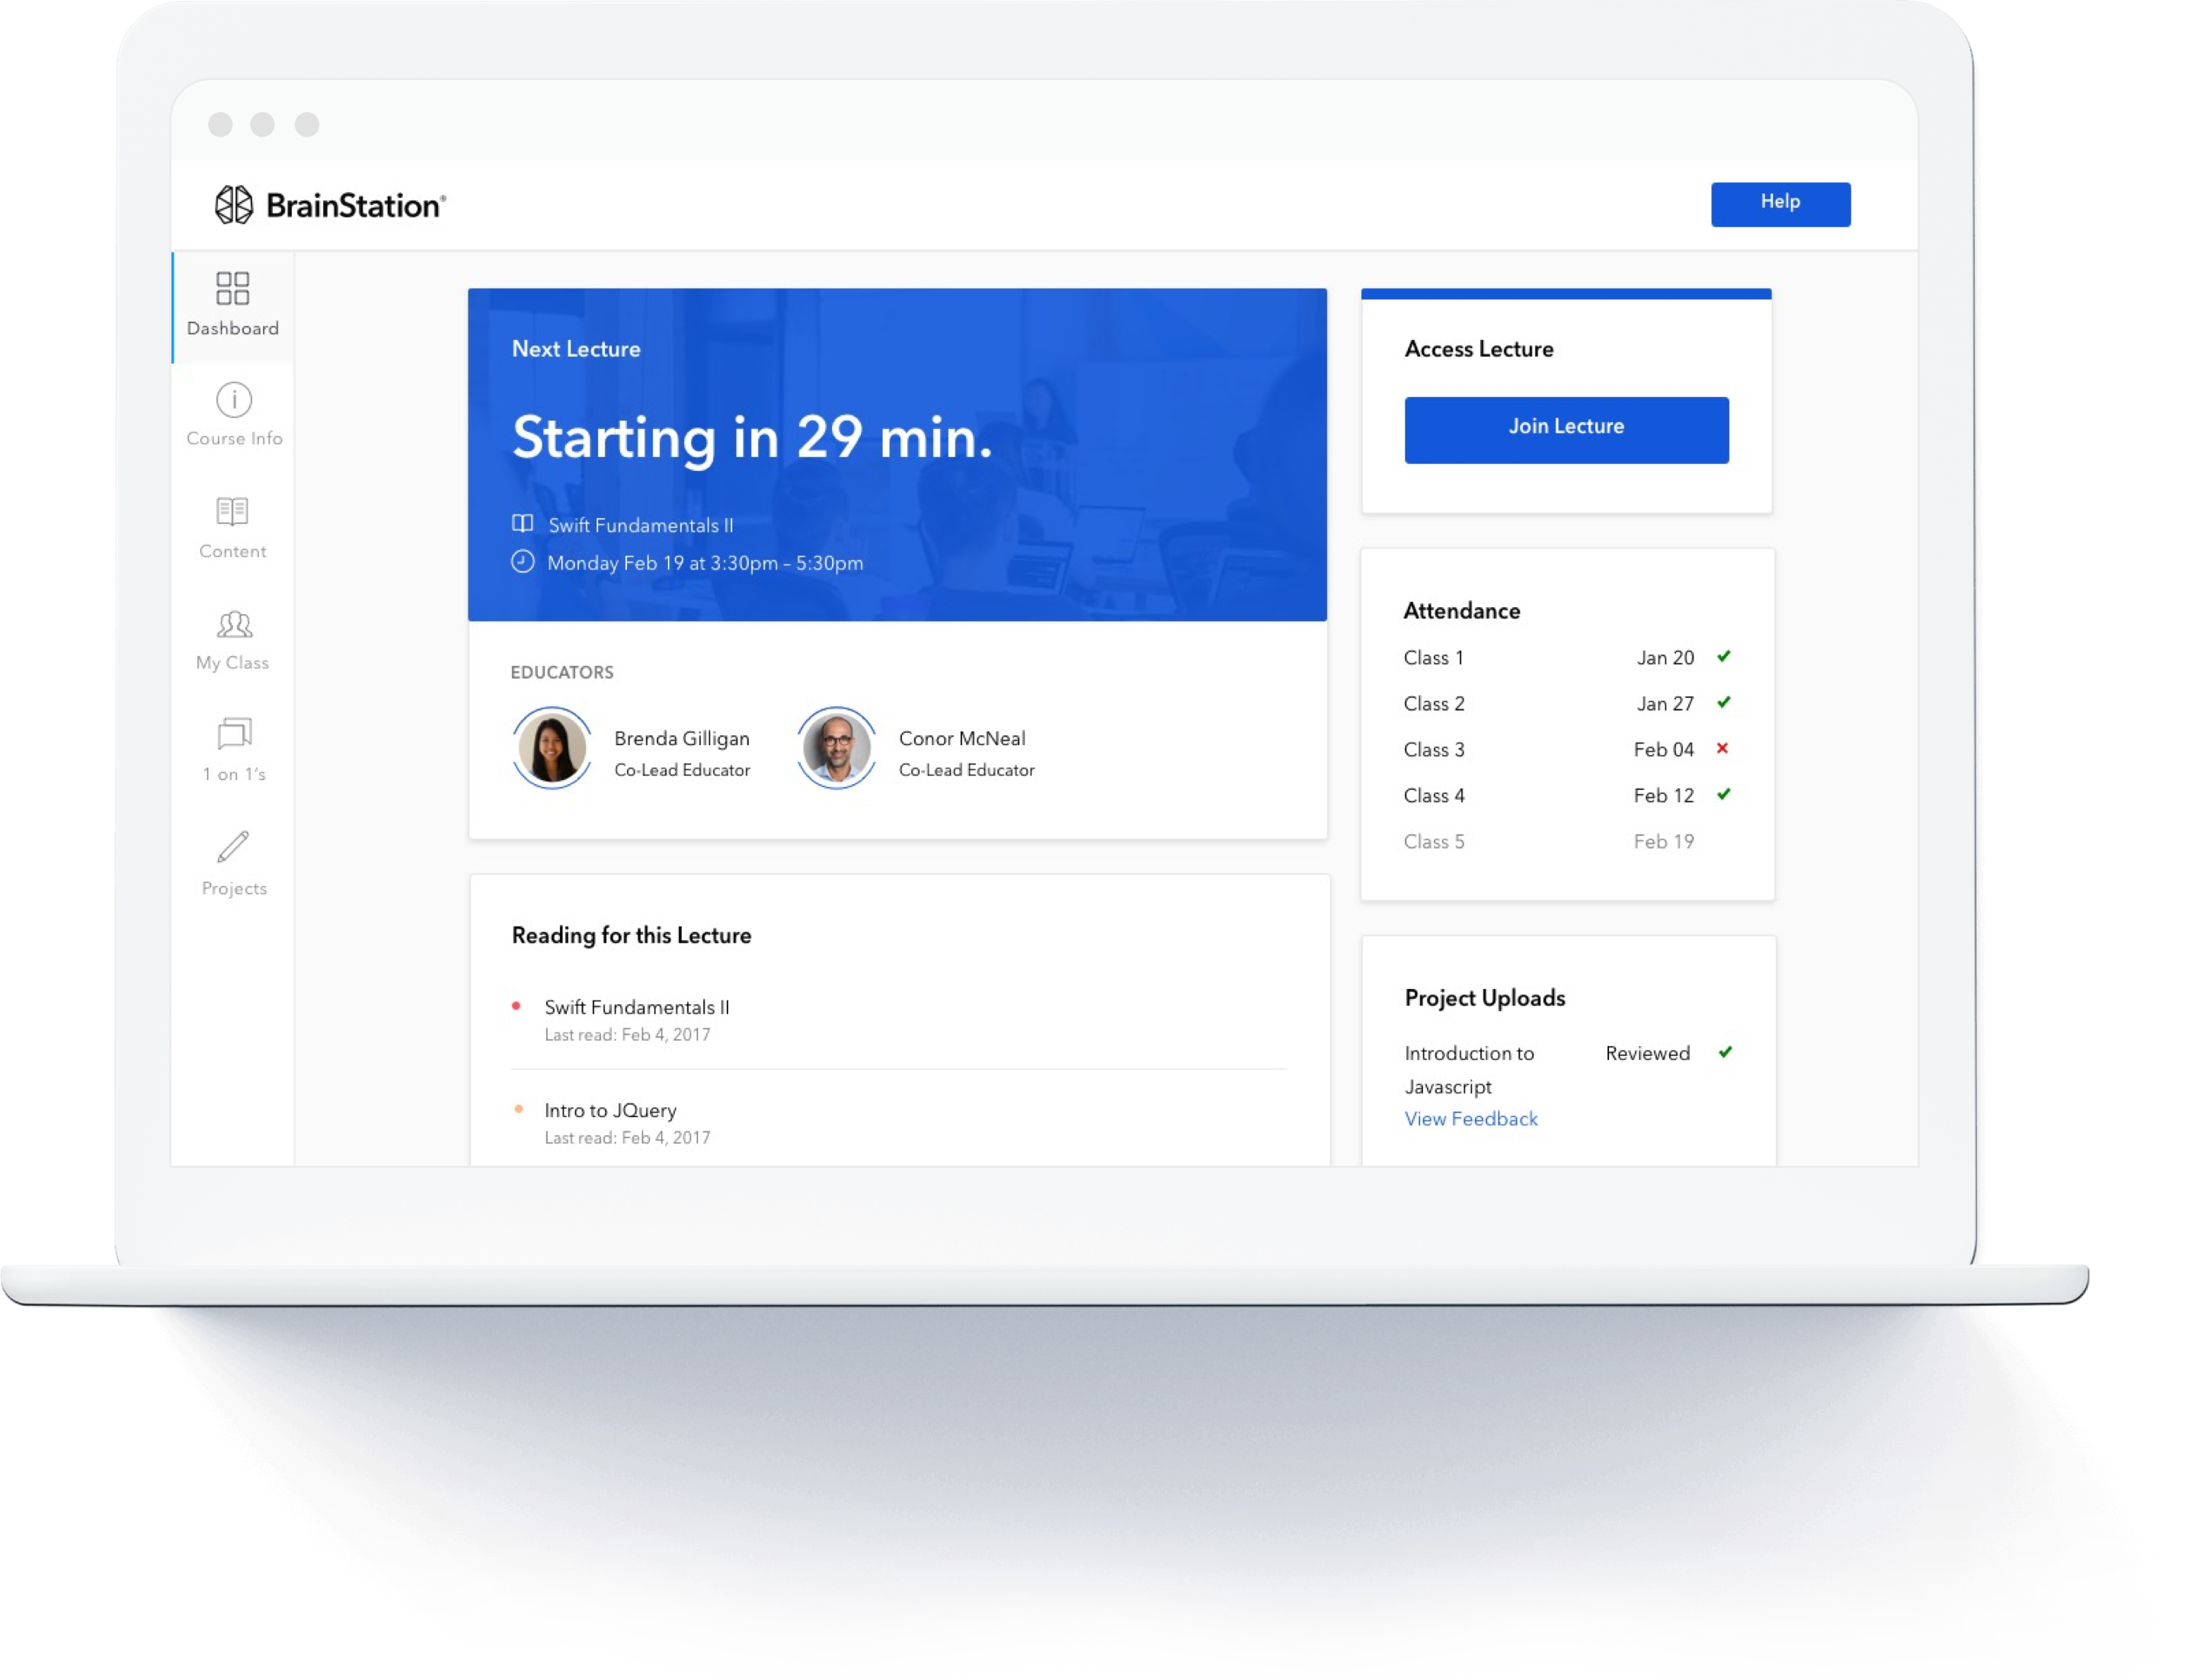 BrainStation®
Help
Dashboard
Course Info
Content
My Class
1 on 1's
Projects
Next Lecture
Starting in 29 min.
Swift Fundamentals II
Monday Feb 19 at 3:30pm – 5:30pm
EDUCATORS
Brenda Gilligan
Co-Lead Educator
Conor McNeal
Co-Lead Educator
Reading for this Lecture
Swift Fundamentals II
Last read: Feb 4, 2017
Intro to JQuery
Last read: Feb 4, 2017
Access Lecture
Join Lecture
Attendance
Class 1 Jan 20
Class 2 Jan 27
Class 3 Feb 04
Class 4 Feb 12
Class 5 Feb 19
Project Uploads
Introduction to Reviewed
Javascript
View Feedback